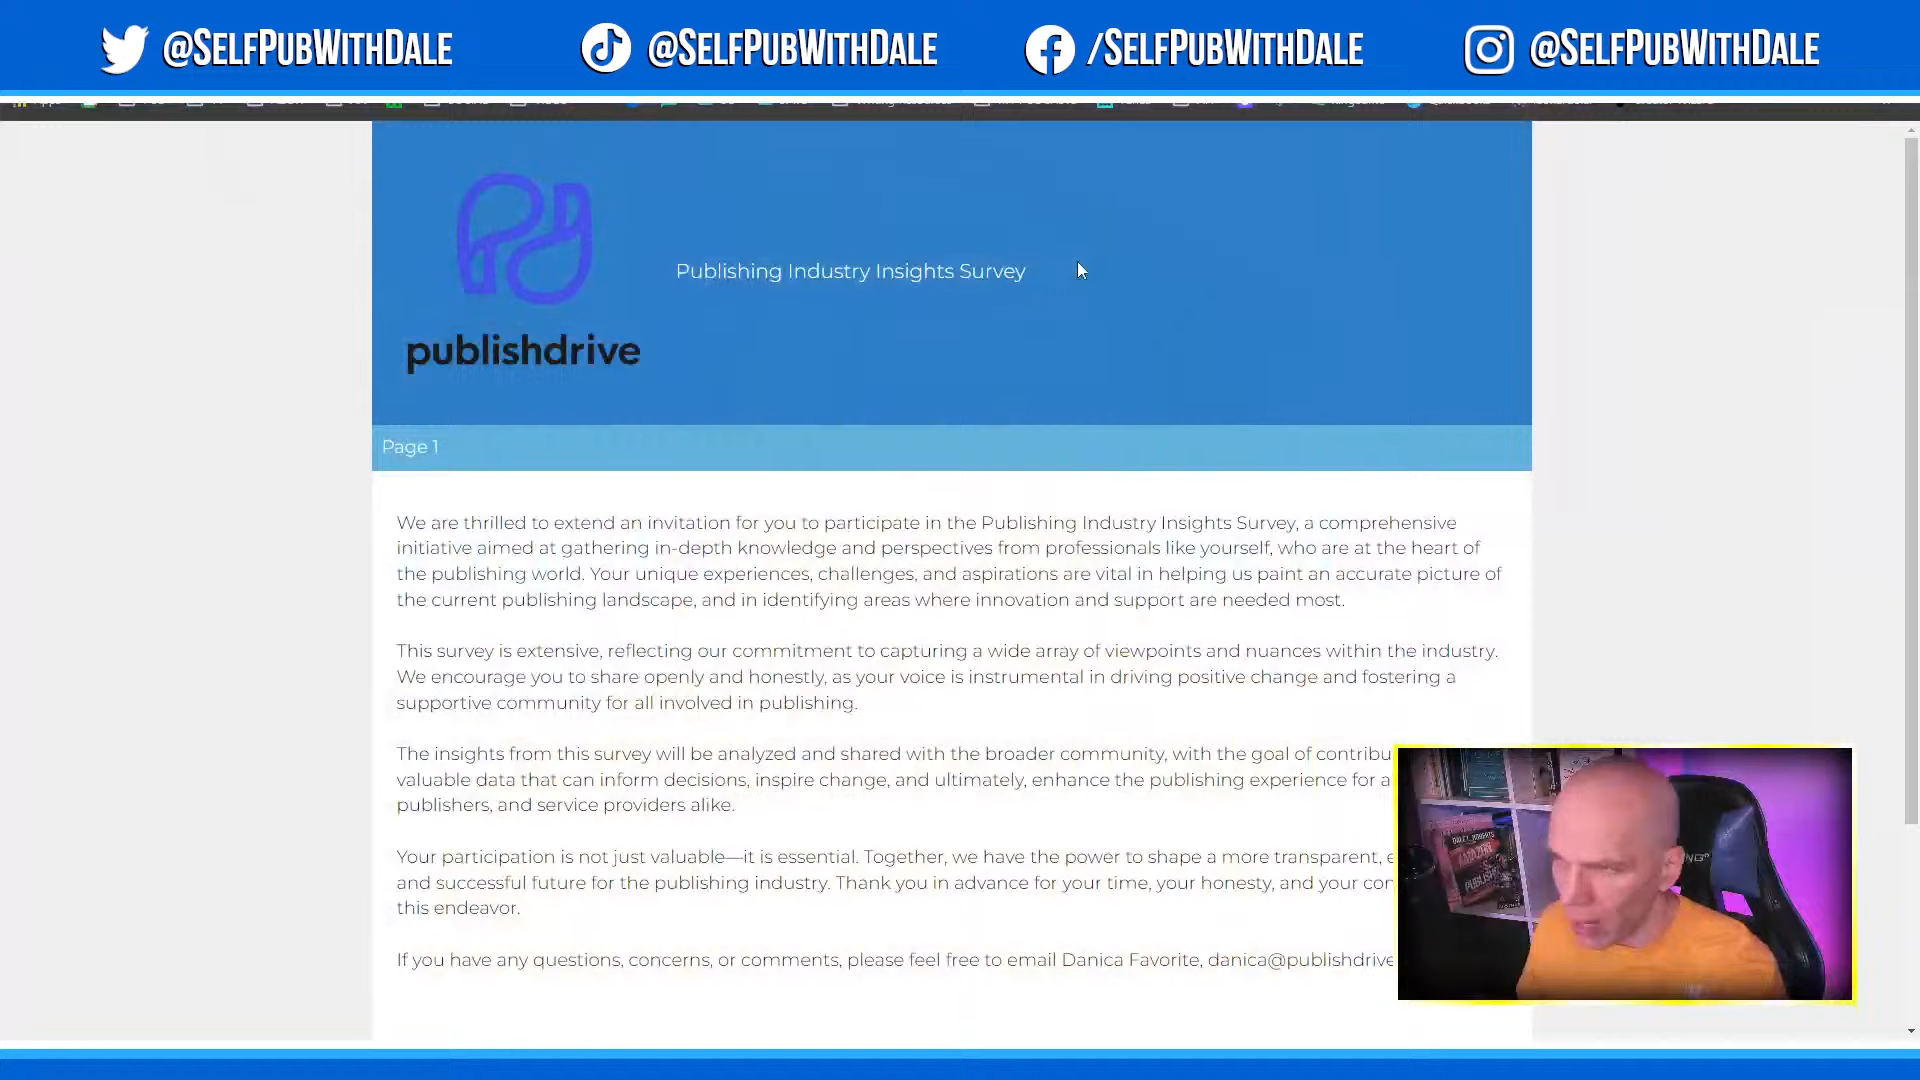 @SELFPUBWITHDALE @SELFPUBWITHDALE /SELFPUBWITHDALE @SELFPUBWITHDALE
Publishing Industry Insights Survey
publishdrive
Page 1
We are thrilled to extend an invitation for you to participate in the Publishing Industry Insights Survey, a comprehensive
initiative aimed at gathering in-depth knowledge and perspectives from professionals like yourself, who are at the heart of
the publishing world. Your unique experiences, challenges, and aspirations are vital in helping us paint an accurate picture of
the current publishing landscape, and in identifying areas where innovation and support are needed most.
This survey is extensive, reflecting our commitment to capturing a wide array of viewpoints and nuances within the industry.
We encourage you to share openly and honestly, as your voice is instrumental in driving positive change and fostering a
supportive community for all involved in publishing.
The insights from this survey will be analyzed and shared with the broader community, with the goal of
valuable data that can inform decisions, inspire change, and ultimately, enhance the publishing experience for
publishers, and service providers alike.
Your participation is not just valuable—it is essential. Together, we have the power to shape a more transparent,
and successful future for the publishing industry. Thank you in advance for your time, your honesty, and your
this endeavor.
If you have any questions, concerns, or comments, please feel free to email Danica Favorite, danica@publishdrive